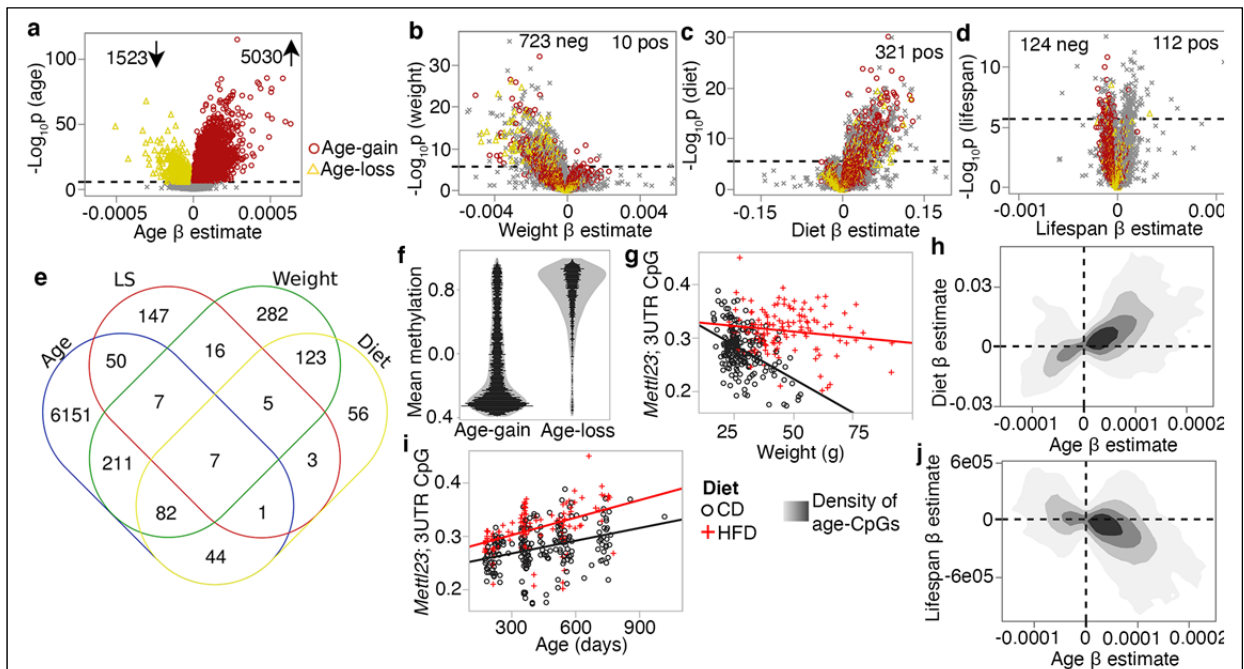 a
1523
5030
100
50
0
-Log10p (age)
-0.0005
0
0.0005
Age β estimate
Age-gain
Age-loss
b
723 neg
10 pos
30
20
10
0
-Log10p (weight)
-0.004
0
0.004
Weight β estimate
c
321 pos
30
20
10
0
-Log10p (diet)
-0.15
0
0.15
Diet β estimate
d
124 neg
112 pos
10
5
0
-Log10p (lifespan)
-0.001
0
0.00
Lifespan β estimate
e
LS
Weight
Age
Diet
147
282
50
16
123
6151
7
5
56
211
7
3
82
1
44
f
0.8
0.0
0.4
Mean methylation
Age-gain
Age-loss
g
0.4
0.3
0.2
Mettl23; 3UTR CpG
25
50
75
Weight (g)
h
0.03
0
-0.03
Diet β estimate
-0.0001
0
0.0001
0.0002
Age β estimate
i
0.4
0.3
0.2
Mettl23; 3UTR CpG
300
600
900
Age (days)
Diet
CD
HFD
Density of
age-CpGs
j
6e05
0
-6e05
Lifespan β estimate
-0.0001
0
0.0001
0.0002
Age β estimate